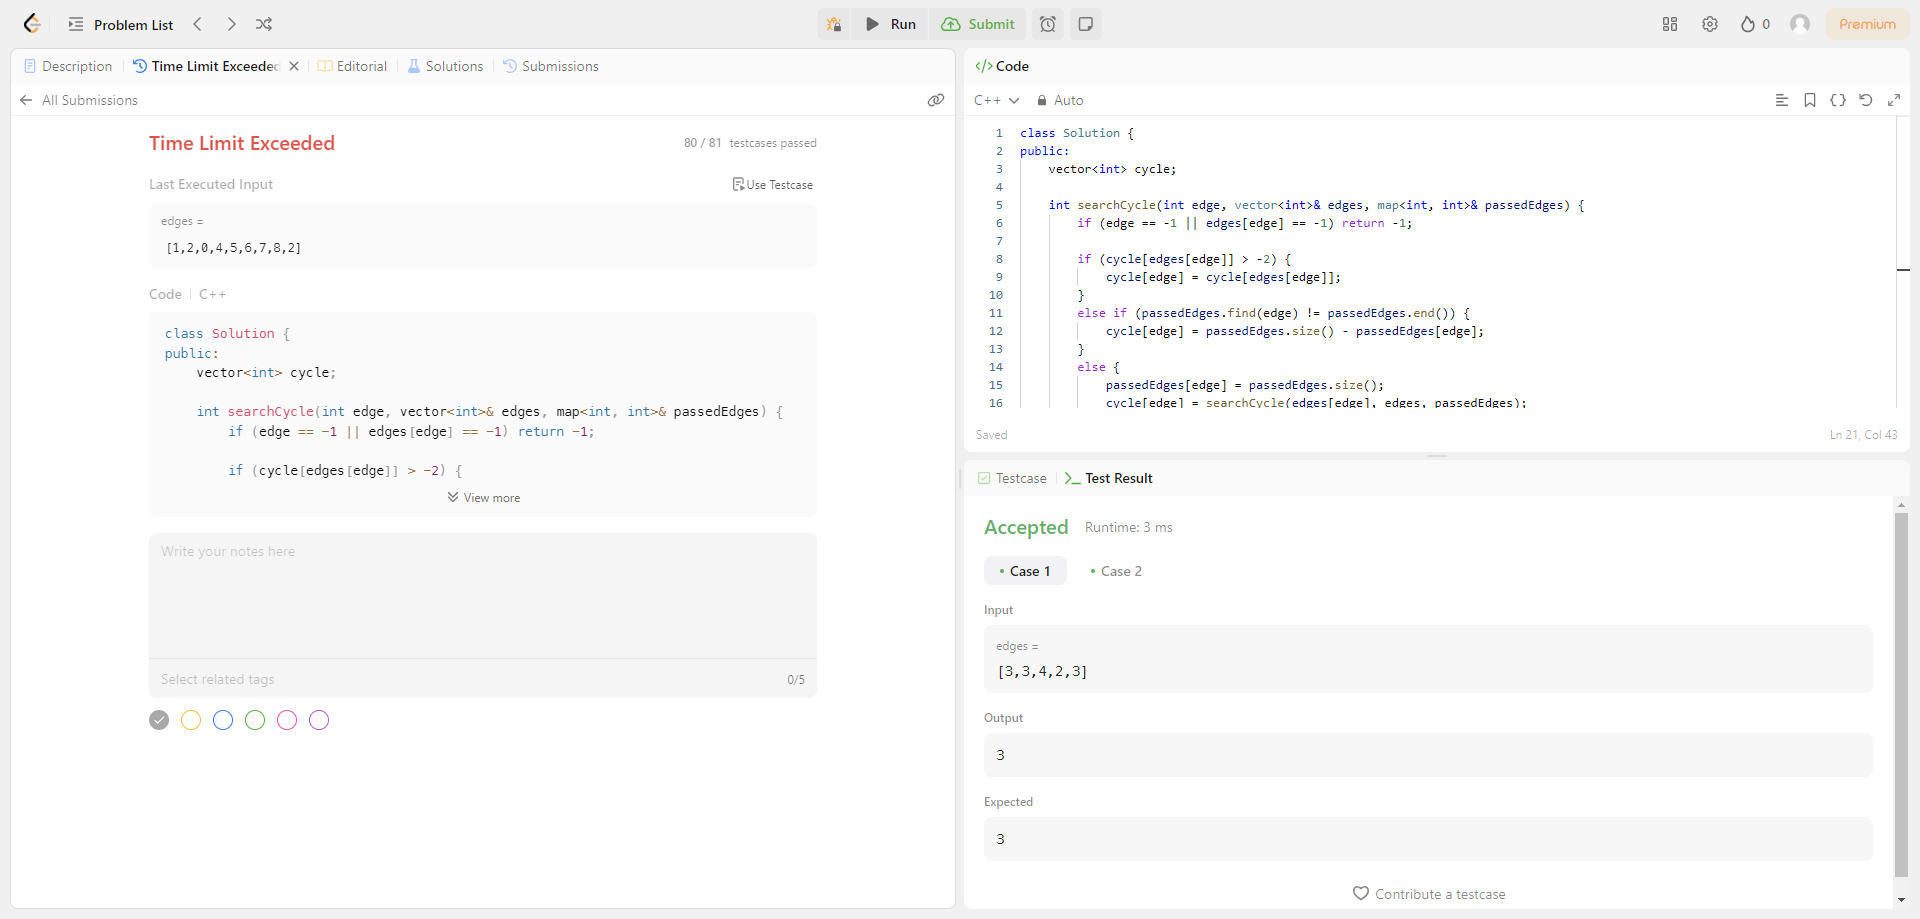 Problem List
Run
Submit
0
Premium
Description
Time Limit Exceeded
Editorial
Solutions
Submissions
All Submissions
Time Limit Exceeded
80 / 81 testcases passed
Last Executed Input
Use Testcase
edges =
[1,2,0,4,5,6,7,8,2]
Code
C++
class Solution {
public:
    vector<int> cycle;
    int searchCycle(int edge, vector<int>& edges, map<int, int>& passedEdges) {
        if (edge == -1 || edges[edge] == -1) return -1;
        if (cycle[edges[edge]] > -2) {
View more
Write your notes here
Select related tags
0/5
Code
C++
Auto
1 class Solution {
2 public:
3     vector<int> cycle;
4
5     int searchCycle(int edge, vector<int>& edges, map<int, int>& passedEdges) {
6         if (edge == -1 || edges[edge] == -1) return -1;
7
8         if (cycle[edges[edge]] > -2) {
9             cycle[edge] = cycle[edges[edge]];
10         }
11         else if (passedEdges.find(edge) != passedEdges.end()) {
12             cycle[edge] = passedEdges.size() - passedEdges[edge];
13         }
14         else {
15             passedEdges[edge] = passedEdges.size();
16             cycle[edge] = searchCycle(edges[edge], edges, passedEdges);
Saved
Ln 21, Col 43
Testcase
Test Result
Accepted
Runtime: 3 ms
Case 1
Case 2
Input
edges =
[3,3,4,2,3]
Output
3
Expected
3
Contribute a testcase